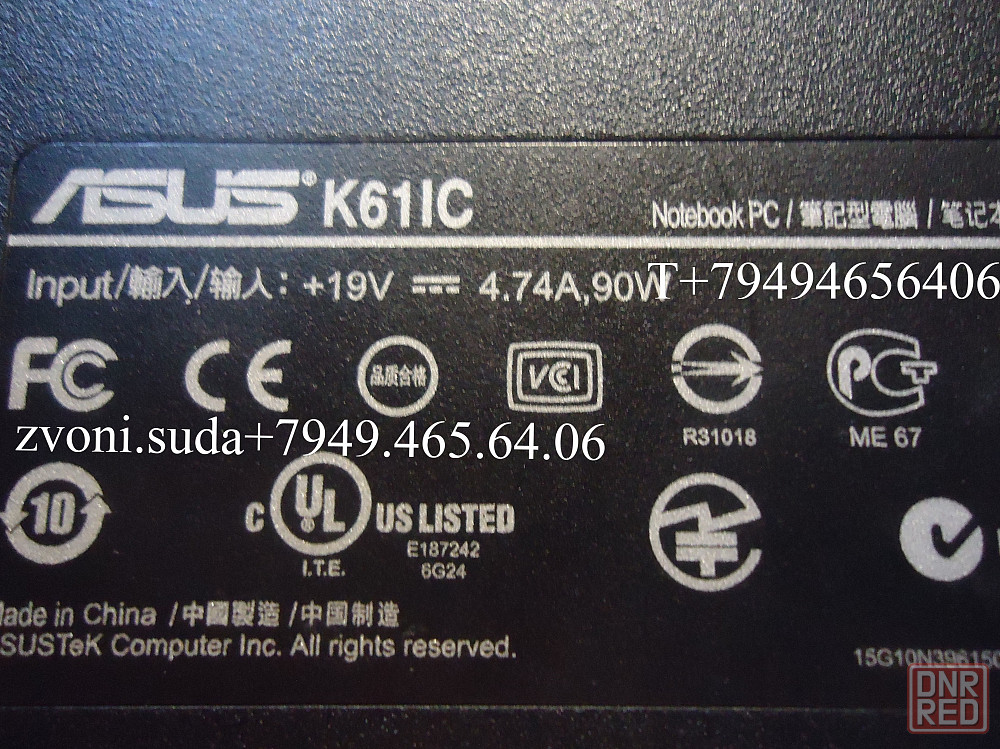 ASUS® K61IC
Notebook PC / 筆記型電腦 / 笔记本
Input/輸入/输人: +19V ⎓ 4.74A,90W
T+79494656406
FC CE 品质合格 VCI PCT
R31018 ME 67
zvoni.suda+7949.465.64.06
10 C UL US LISTED
E187242
I.T.E. 6G24
Made in China / 中國製造 / 中国制造
ASUSTeK Computer Inc. All rights reserved.
15G10N396150
DNR
RED